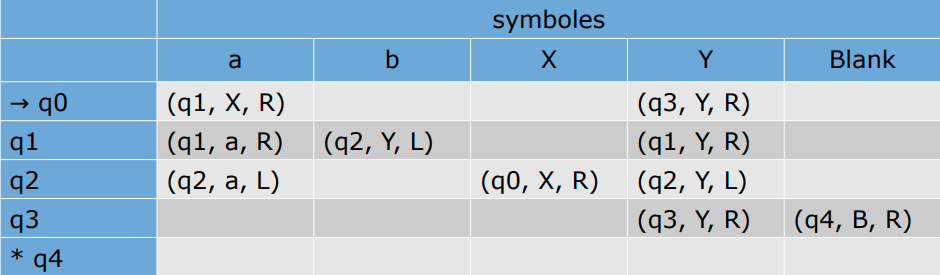 symboles
a b X Y Blank
→ q0 (q1, X, R) (q3, Y, R)
q1 (q1, a, R) (q2, Y, L) (q1, Y, R)
q2 (q2, a, L) (q0, X, R) (q2, Y, L)
q3 (q3, Y, R) (q4, B, R)
* q4